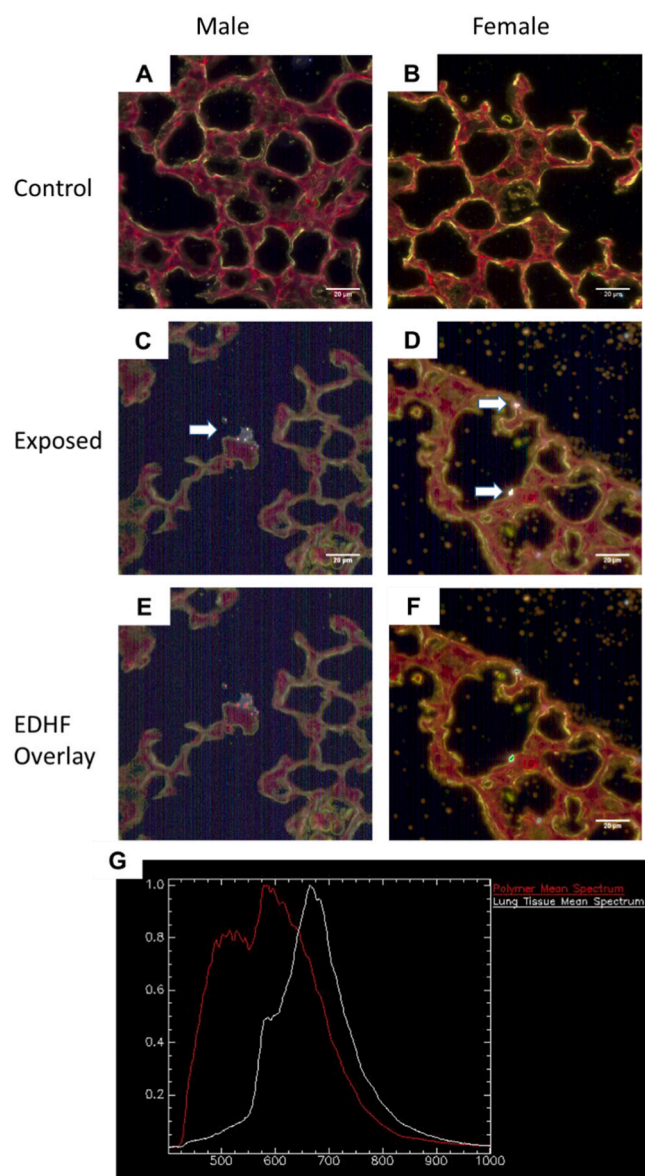 Male Female
A B
Control
20 µm 20 µm
C D
Exposed
20 µm 20 µm
E F
EDHF
Overlay
20 µm
G
1.0 Polymer Mean Spectrum
Lung Tissue Mean Spectrum
0.8
0.6
0.4
0.2
500 600 700 800 900 1000